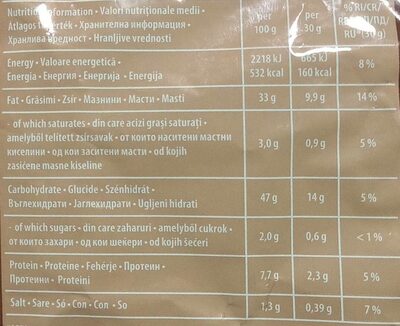 Nutrition information • Valori nutriționale medii •
per
per
% RI/CR/
Atlagos tápérték • Хранителна информация •
100 g
30 g
Хранлива вредност • Hranljive vrednosti
(30 g)
Energy • Valoare energetică •
2218 kJ
665 kJ
8 %
Energia • Енергия • Енергија • Energija
532 kcal
160 kcal
Fat • Grăsimi • Zsír • Мазнини • Масти • Masti
33 g
9,9 g
14 %
- of which saturates • din care acizi grași saturați •
amelyből telített zsírsavak • от които наситени мастни
3,0 g
0,9 g
5 %
киселини • од кои заситени масти • od kojih
zasićene masne kiseline
Carbohydrate • Glucide • Szénhidrát •
47 g
14 g
5 %
Въглехидрати • Јаглехидрати • Ugljeni hidrati
- of which sugars • din care zaharuri • amelyből cukrok •
2,0 g
0,6 g
< 1 %
от които захари • од кои шеќери • od kojih šećeri
Protein • Proteine • Fehérje • Протеин •
7,7 g
2,3 g
5 %
Протеини • Proteini
Salt • Sare • Só • Сол • Сол • So
1,3 g
0,39 g
7 %